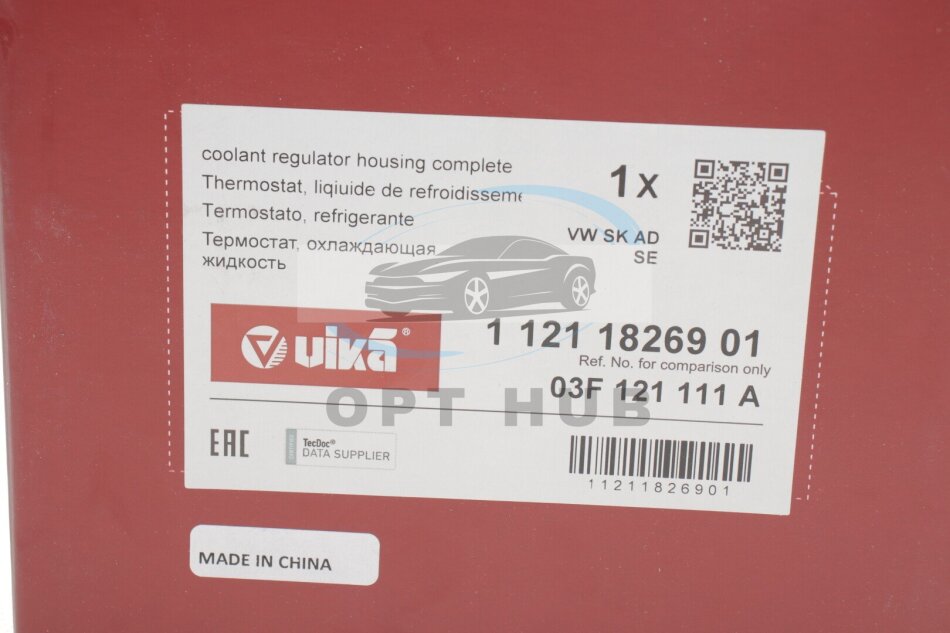 coolant regulator housing complete
Thermostat, liqiuide de refroidisseme
Termostato, refrigerante
Термостат, охлаждающая
жидкость
1 x
VW SK AD
SE
vika®
1 121 18269 01
Ref. No. for comparison only
03F 121 111 A
OPT HUB
EAC
TecDoc®
DATA SUPPLIER
11211826901
MADE IN CHINA